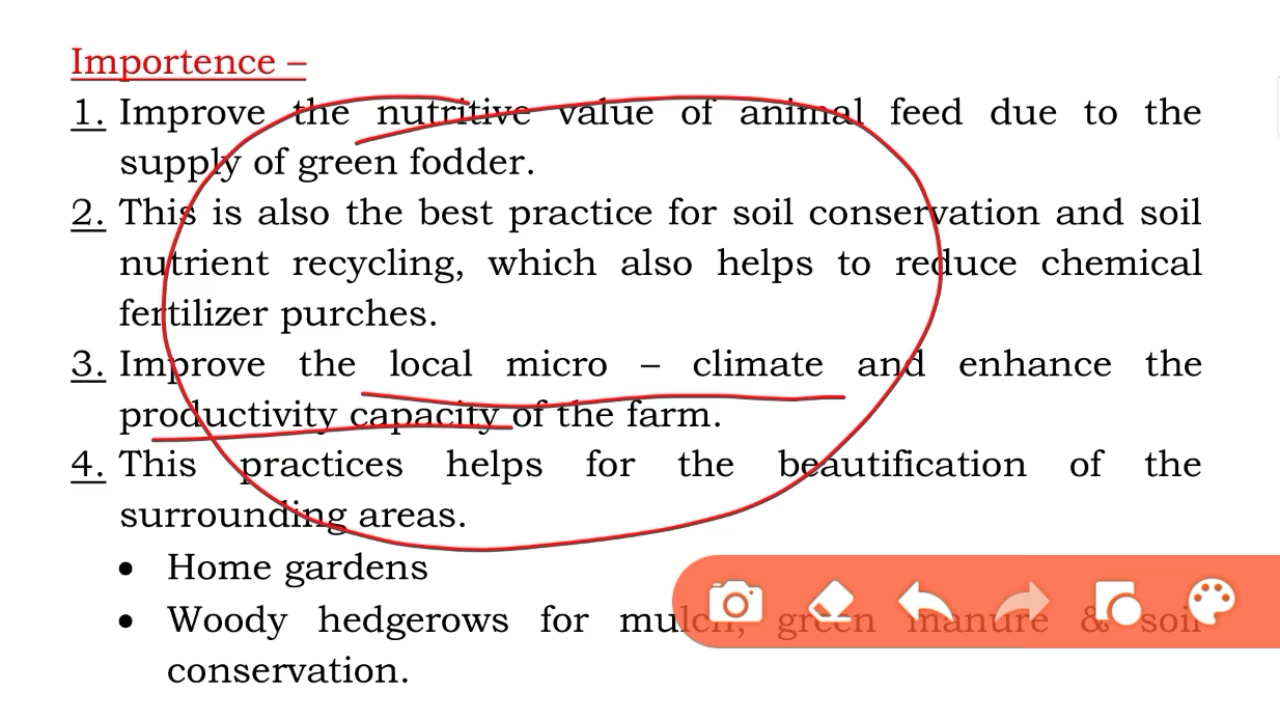 Importence –
1. Improve the nutritive value of animal feed due to the
supply of green fodder.
2. This is also the best practice for soil conservation and soil
nutrient recycling, which also helps to reduce chemical
fertilizer purches.
3. Improve the local micro – climate and enhance the
productivity capacity of the farm.
4. This practices helps for the beautification of the
surrounding areas.
• Home gardens
• Woody hedgerows for mulch, green manure & soil
conservation.